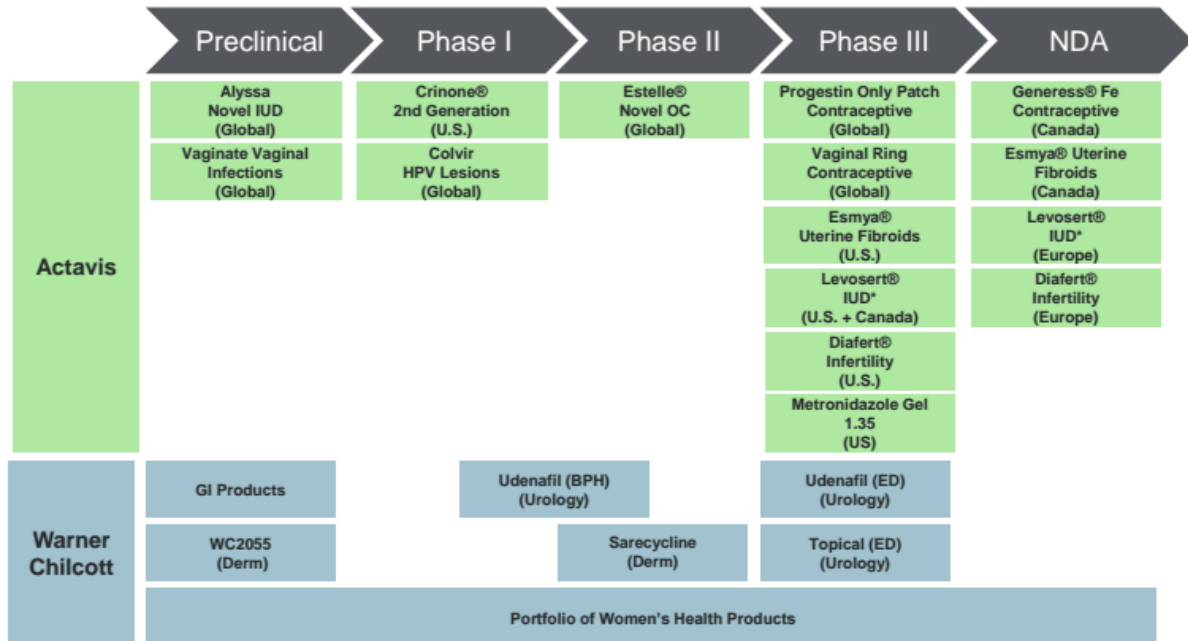 Preclinical
Phase I
Phase II
Phase III
NDA
Actavis
Alyssa
Novel IUD
(Global)
Vaginate Vaginal
Infections
(Global)
Crinone®
2nd Generation
(U.S.)
Colvir
HPV Lesions
(Global)
Estelle®
Novel OC
(Global)
Progestin Only Patch
Contraceptive
(Global)
Vaginal Ring
Contraceptive
(Global)
Esmya®
Uterine Fibroids
(U.S.)
Levosert®
IUD*
(U.S. + Canada)
Diafert®
Infertility
(U.S.)
Metronidazole Gel
1.35
(US)
Generess® Fe
Contraceptive
(Canada)
Esmya® Uterine
Fibroids
(Canada)
Levosert®
IUD*
(Europe)
Diafert®
Infertility
(Europe)
Warner
Chilcott
GI Products
Udenafil (BPH)
(Urology)
Udenafil (ED)
(Urology)
WC2055
(Derm)
Sarecycline
(Derm)
Topical (ED)
(Urology)
Portfolio of Women's Health Products